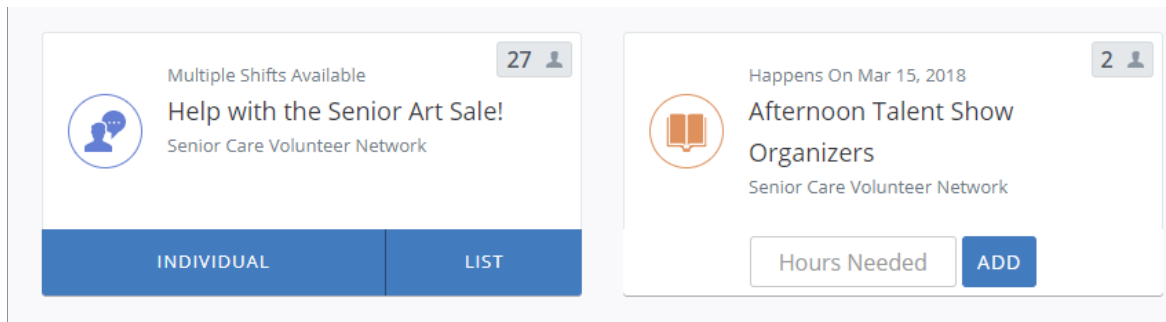 27
Multiple Shifts Available
Help with the Senior Art Sale!
Senior Care Volunteer Network
INDIVIDUAL
LIST
2
Happens On Mar 15, 2018
Afternoon Talent Show
Organizers
Senior Care Volunteer Network
Hours Needed
ADD